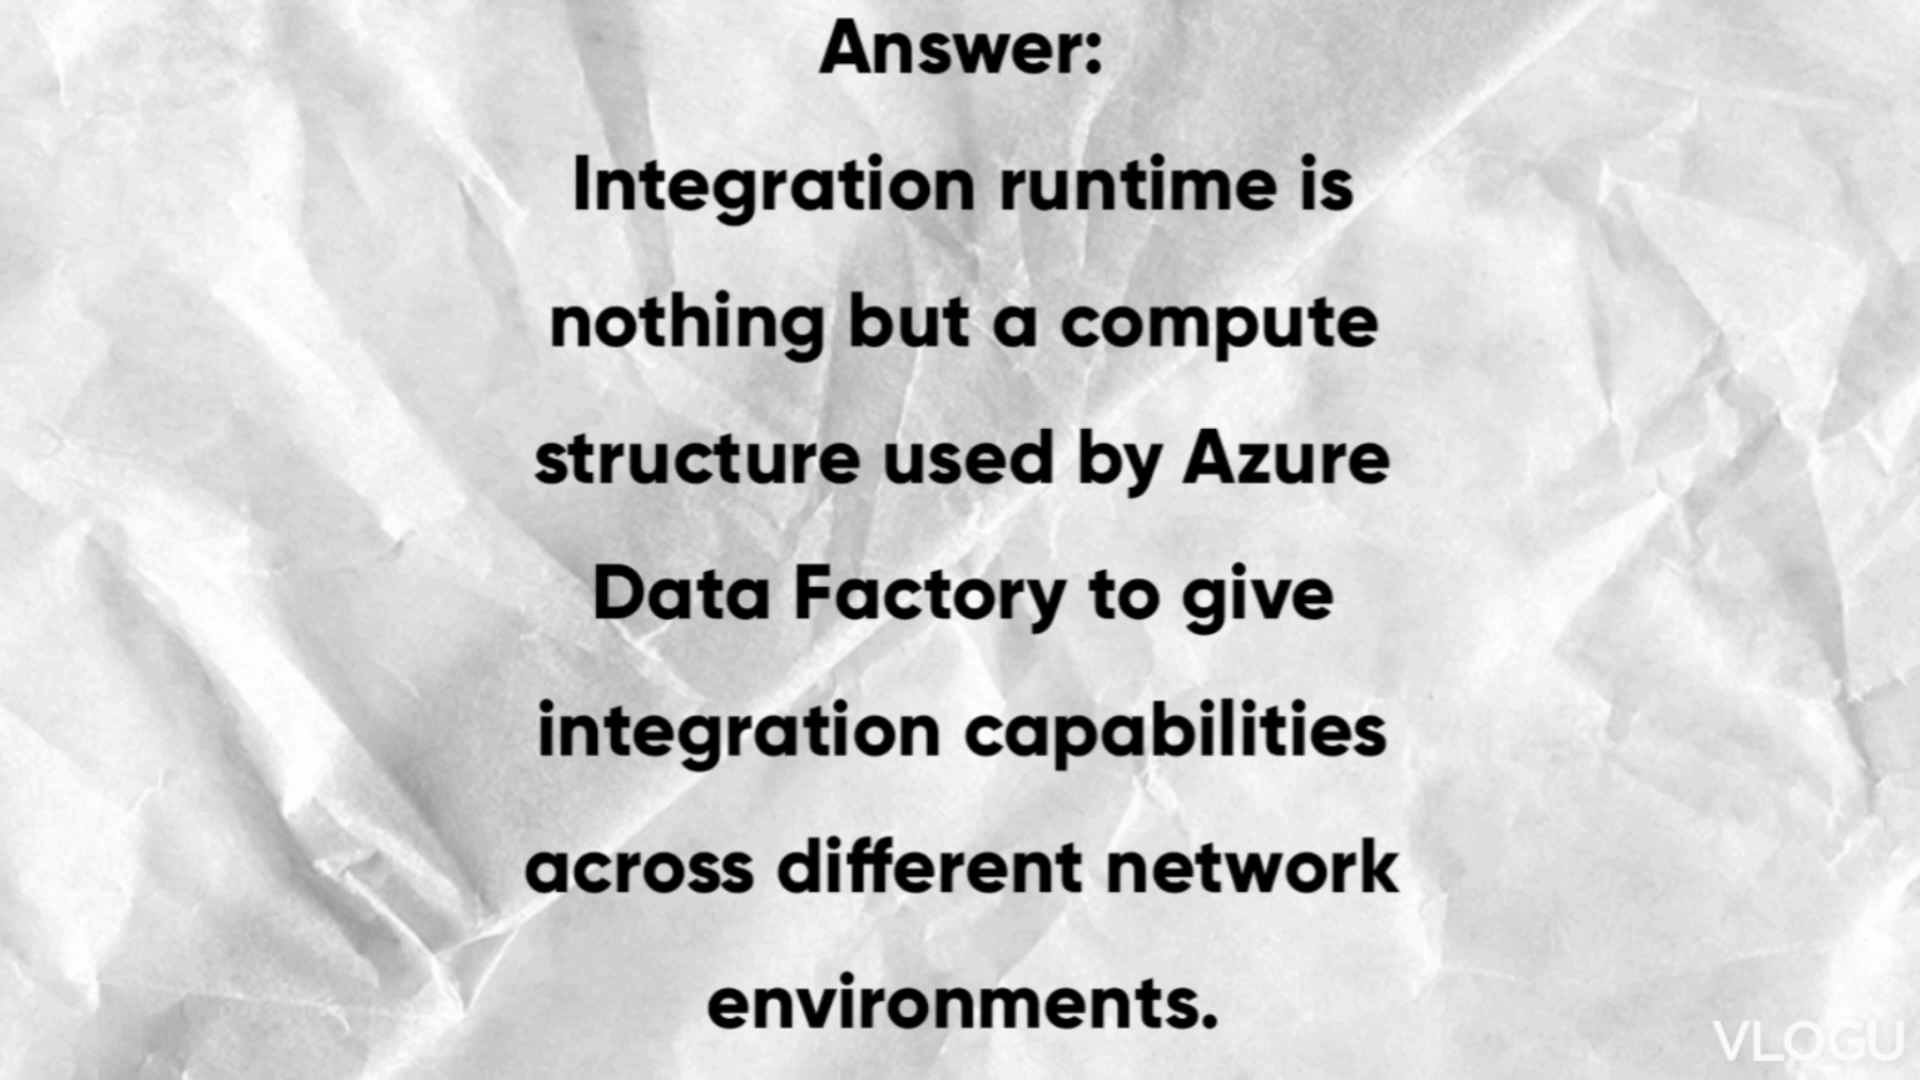 Answer:
Integration runtime is
nothing but a compute
structure used by Azure
Data Factory to give
integration capabilities
across different network
environments.
VLOGU